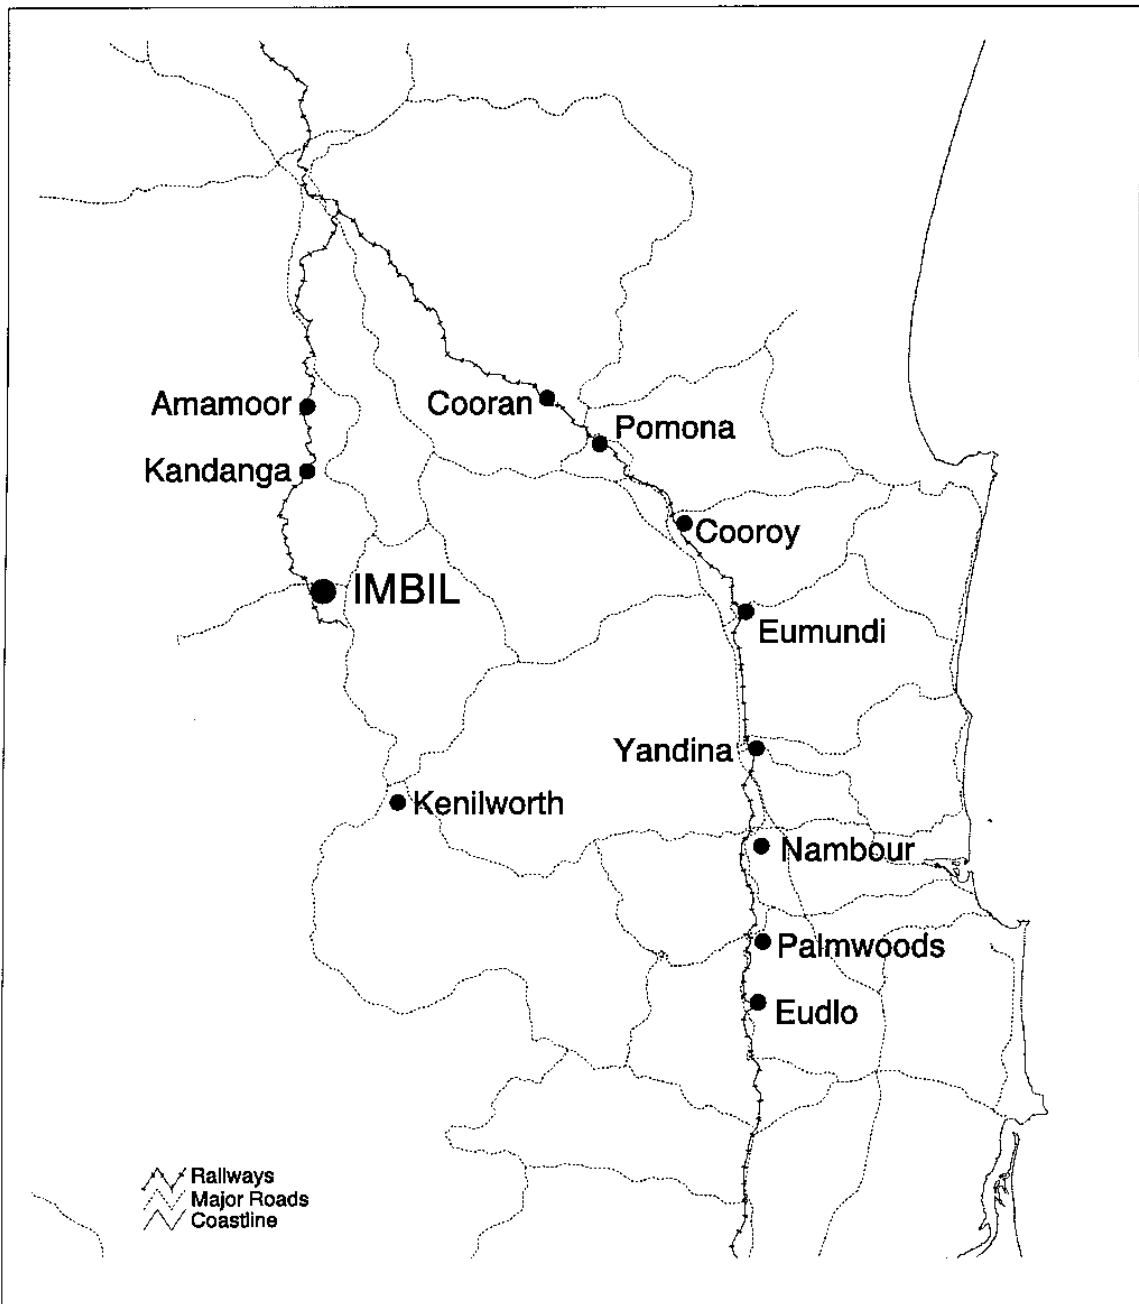 Amamoor
Cooran
Pomona
Kandanga
Cooroy
IMBIL
Eumundi
Yandina
Kenilworth
Nambour
Palmwoods
Eudlo
Railways
Major Roads
Coastline